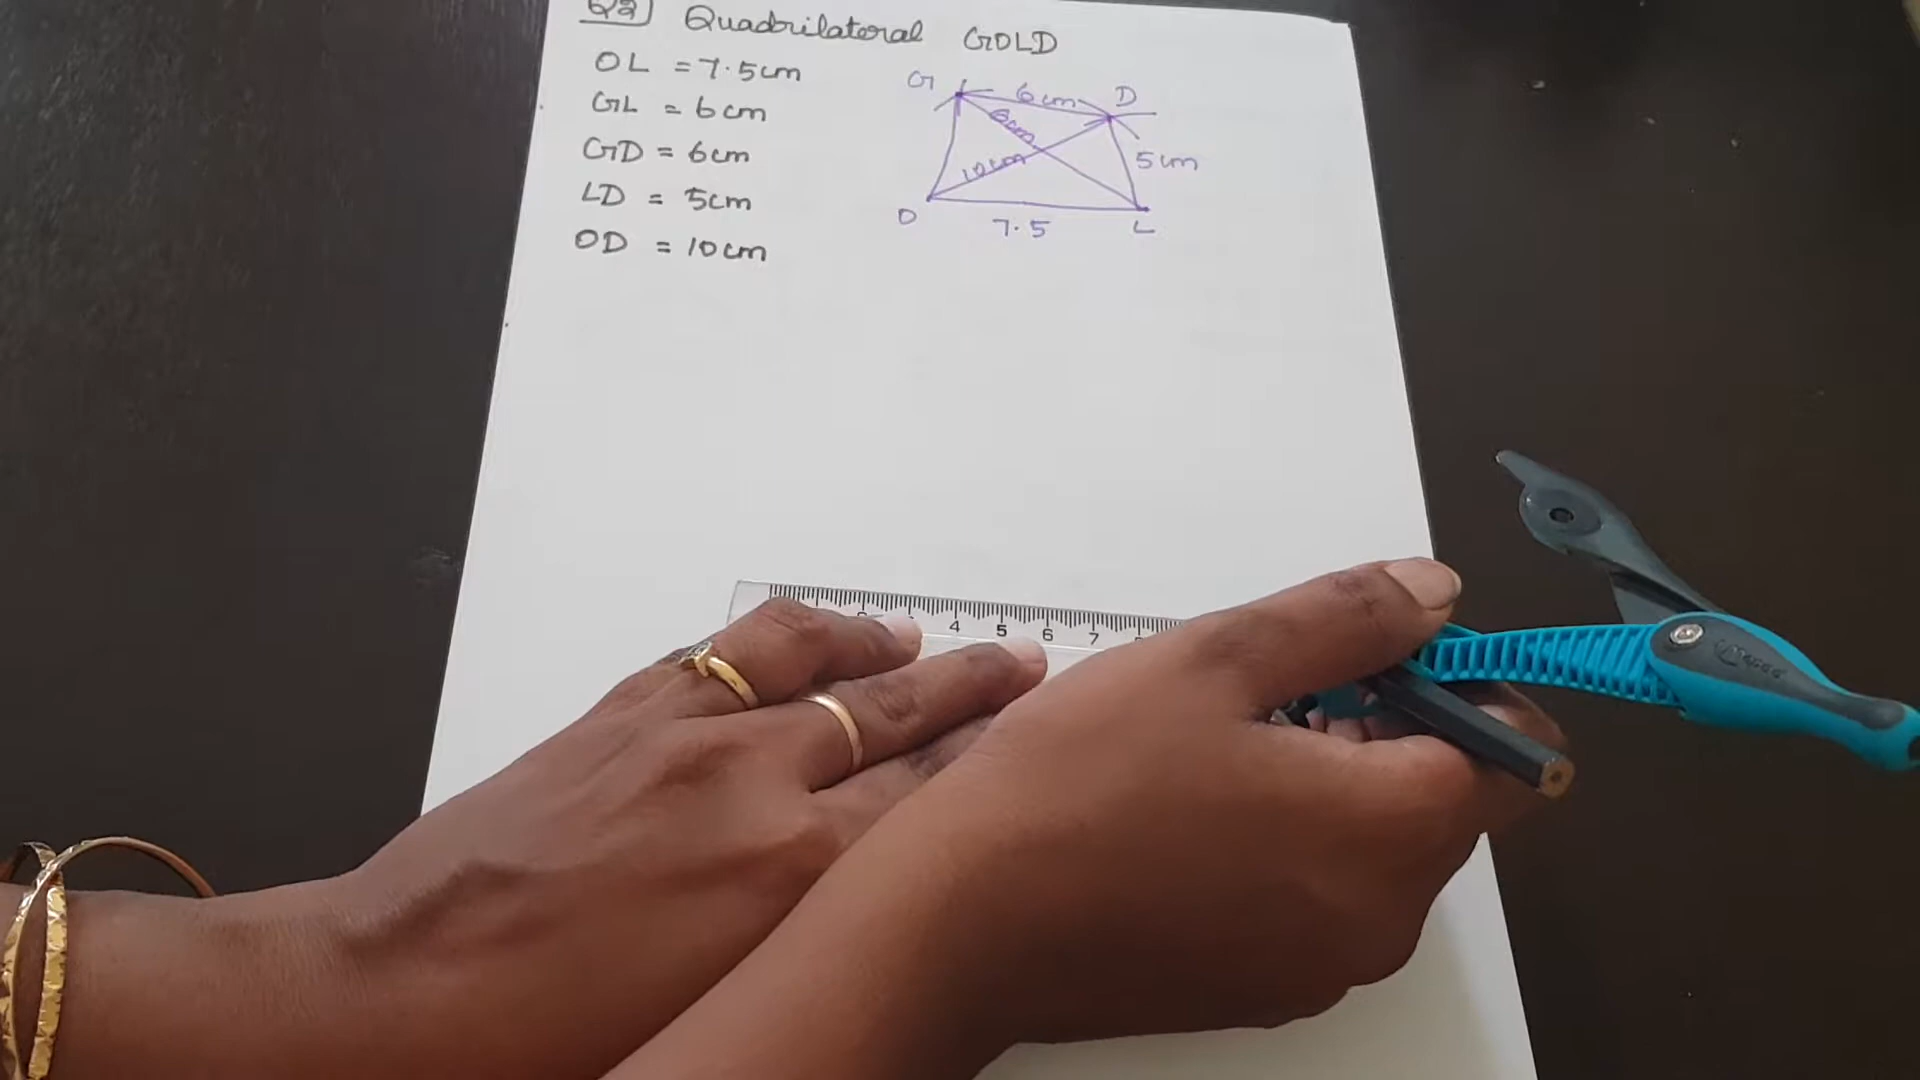 Q2] Quadrilateral GOLD
OL = 7.5cm
GL = 6cm
GD = 6cm
LD = 5cm
OD = 10cm
G 6cm D
6cm
10cm
5cm
O 7.5 L
4 5 6 7